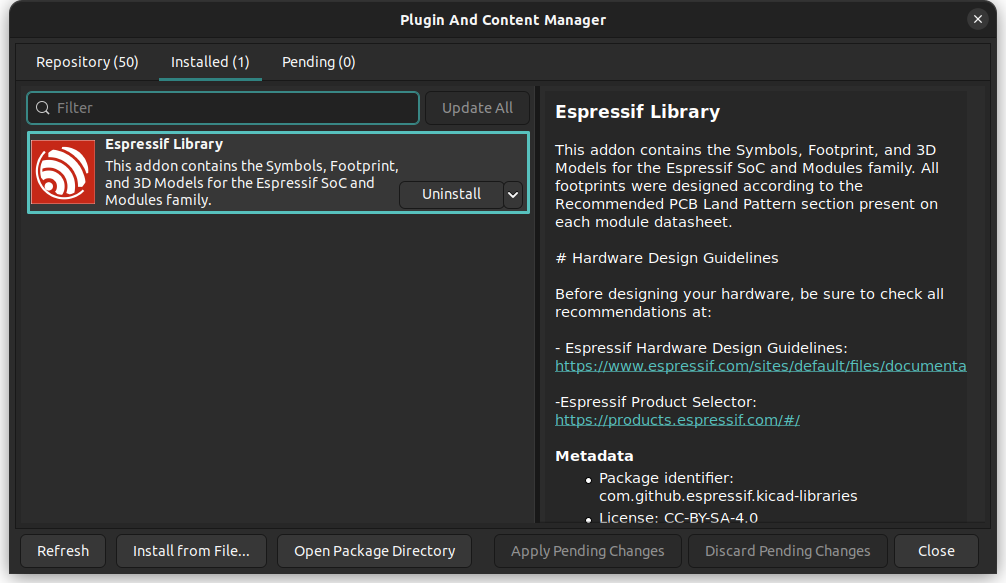 Plugin And Content Manager
Repository (50)
Installed (1)
Pending (0)
Filter
Update All
Espressif Library
This addon contains the Symbols, Footprint,
and 3D Models for the Espressif SoC and
Modules family.
Uninstall
Espressif Library
This addon contains the Symbols, Footprint, and 3D
Models for the Espressif SoC and Modules family. All
footprints were designed according to the
Recommended PCB Land Pattern section present on
each module datasheet.
# Hardware Design Guidelines
Before designing your hardware, be sure to check all
recommendations at:
- Espressif Hardware Design Guidelines:
https://www.espressif.com/sites/default/files/documenta
-Espressif Product Selector:
https://products.espressif.com/#/
Metadata
• Package identifier:
com.github.espressif.kicad-libraries
• License: CC-BY-SA-4.0
Refresh
Install from File...
Open Package Directory
Apply Pending Changes
Discard Pending Changes
Close